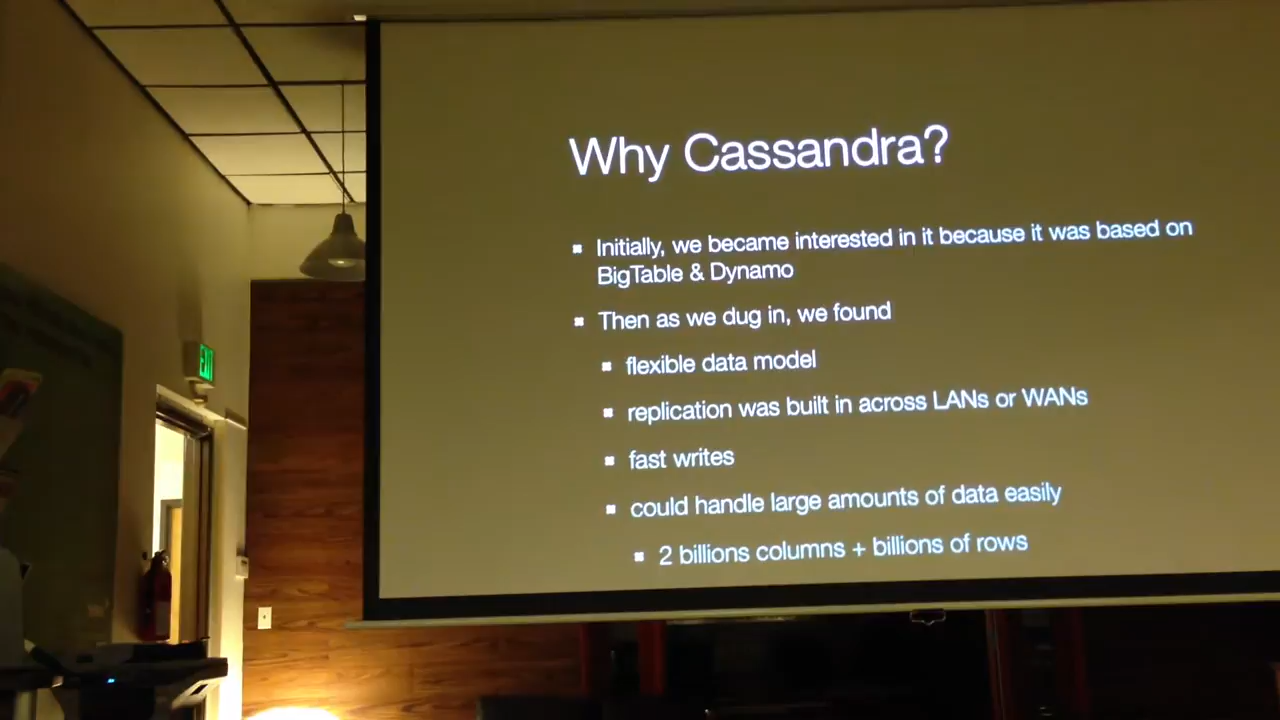 Why Cassandra?
Initially, we became interested in it because it was based on
BigTable & Dynamo
Then as we dug in, we found
flexible data model
replication was built in across LANs or WANs
fast writes
could handle large amounts of data easily
2 billions columns + billions of rows
EXIT